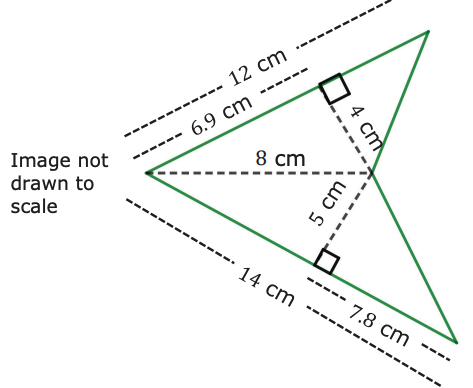 12 cm
6.9 cm
4 cm
8 cm
Image not
drawn to
scale
5 cm
14 cm
7.8 cm